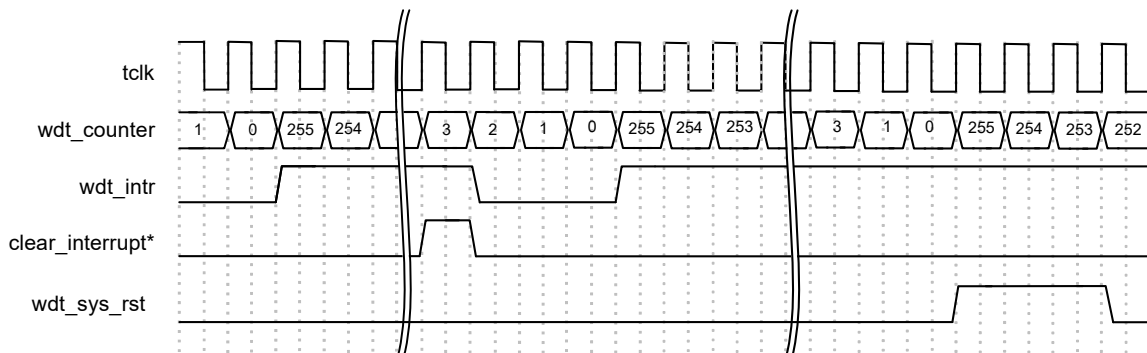 tclk
wdt_counter 1 0 255 254 3 2 1 0 255 254 253 3 1 0 255 254 253 252
wdt_intr
clear_interrupt*
wdt_sys_rst